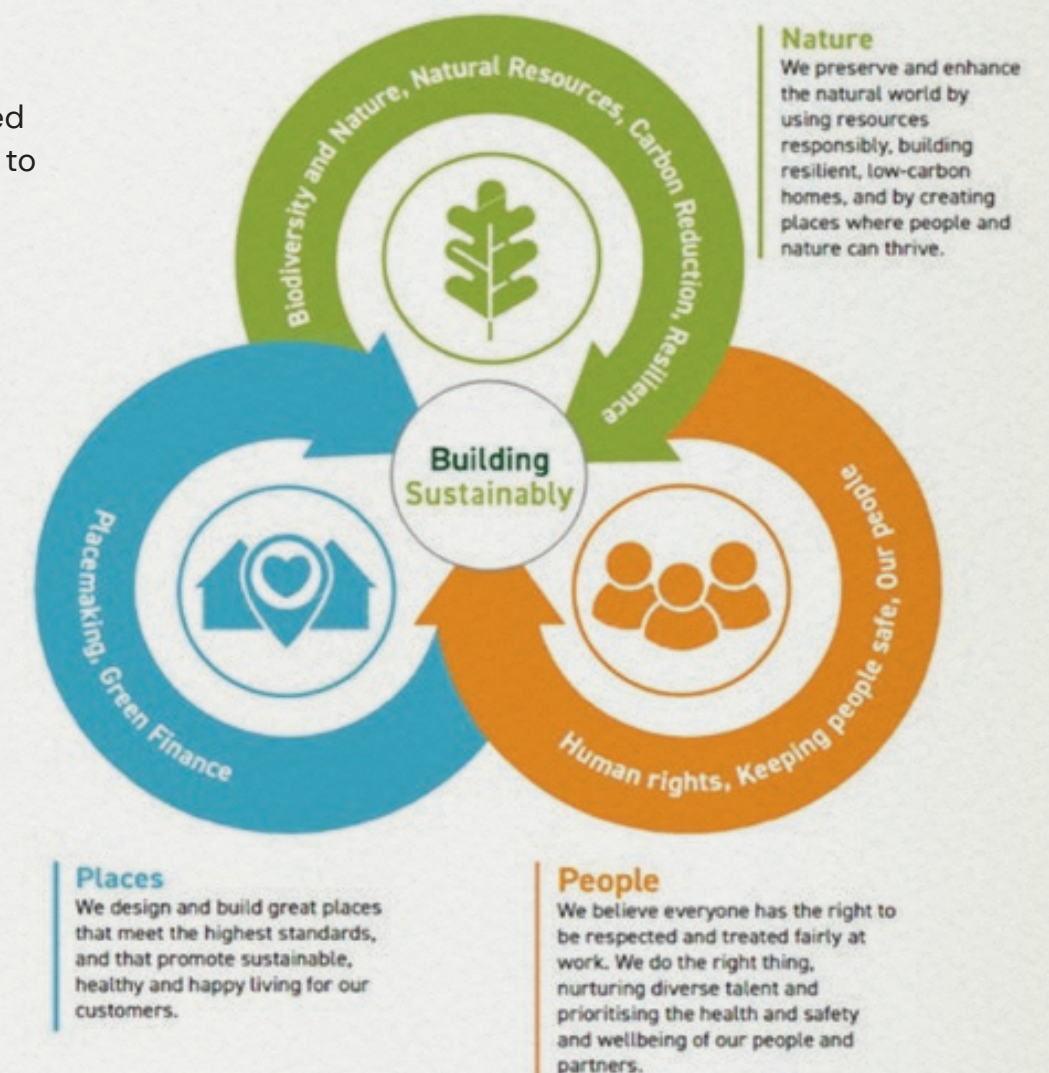 ed
to
Nature
We preserve and enhance
the natural world by
using resources
responsibly, building
resilient, low-carbon
homes, and by creating
places where people and
nature can thrive.
Biodiversity and Nature, Natural Resources, Carbon Reduction, Resilience
Building
Sustainably
Placemaking, Green Finance
Human rights, Keeping people safe, Our people
Places
We design and build great places
that meet the highest standards,
and that promote sustainable,
healthy and happy living for our
customers.
People
We believe everyone has the right to
be respected and treated fairly at
work. We do the right thing,
nurturing diverse talent and
prioritising the health and safety
and wellbeing of our people and
partners.